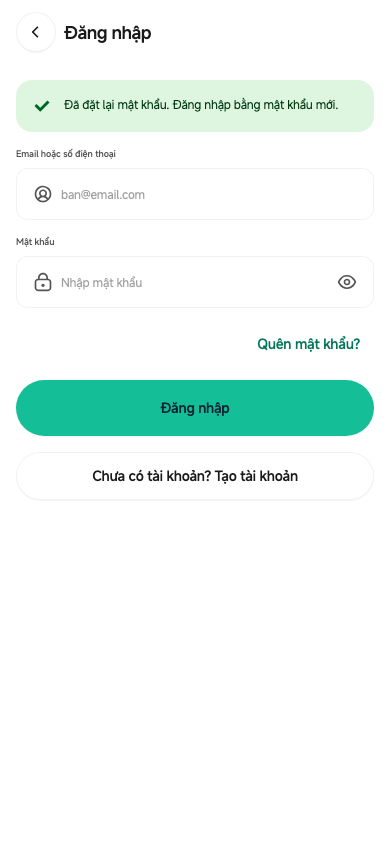 Đăng nhập
Đã đặt lại mật khẩu. Đăng nhập bằng mật khẩu mới.
Email hoặc số điện thoại
ban@email.com
Mật khẩu
Nhập mật khẩu
Quên mật khẩu?
Đăng nhập
Chưa có tài khoản? Tạo tài khoản